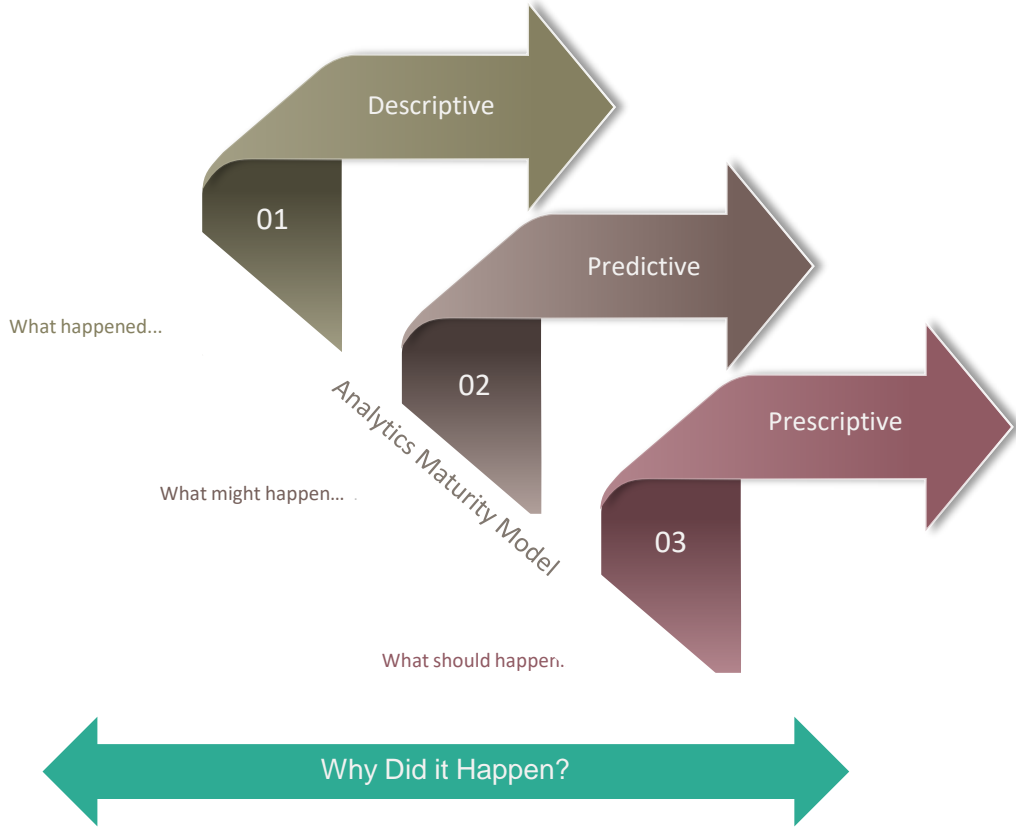 Descriptive
01
What happened...
Predictive
02
What might happen...
Analytics Maturity Model
Prescriptive
03
What should happen.
Why Did it Happen?